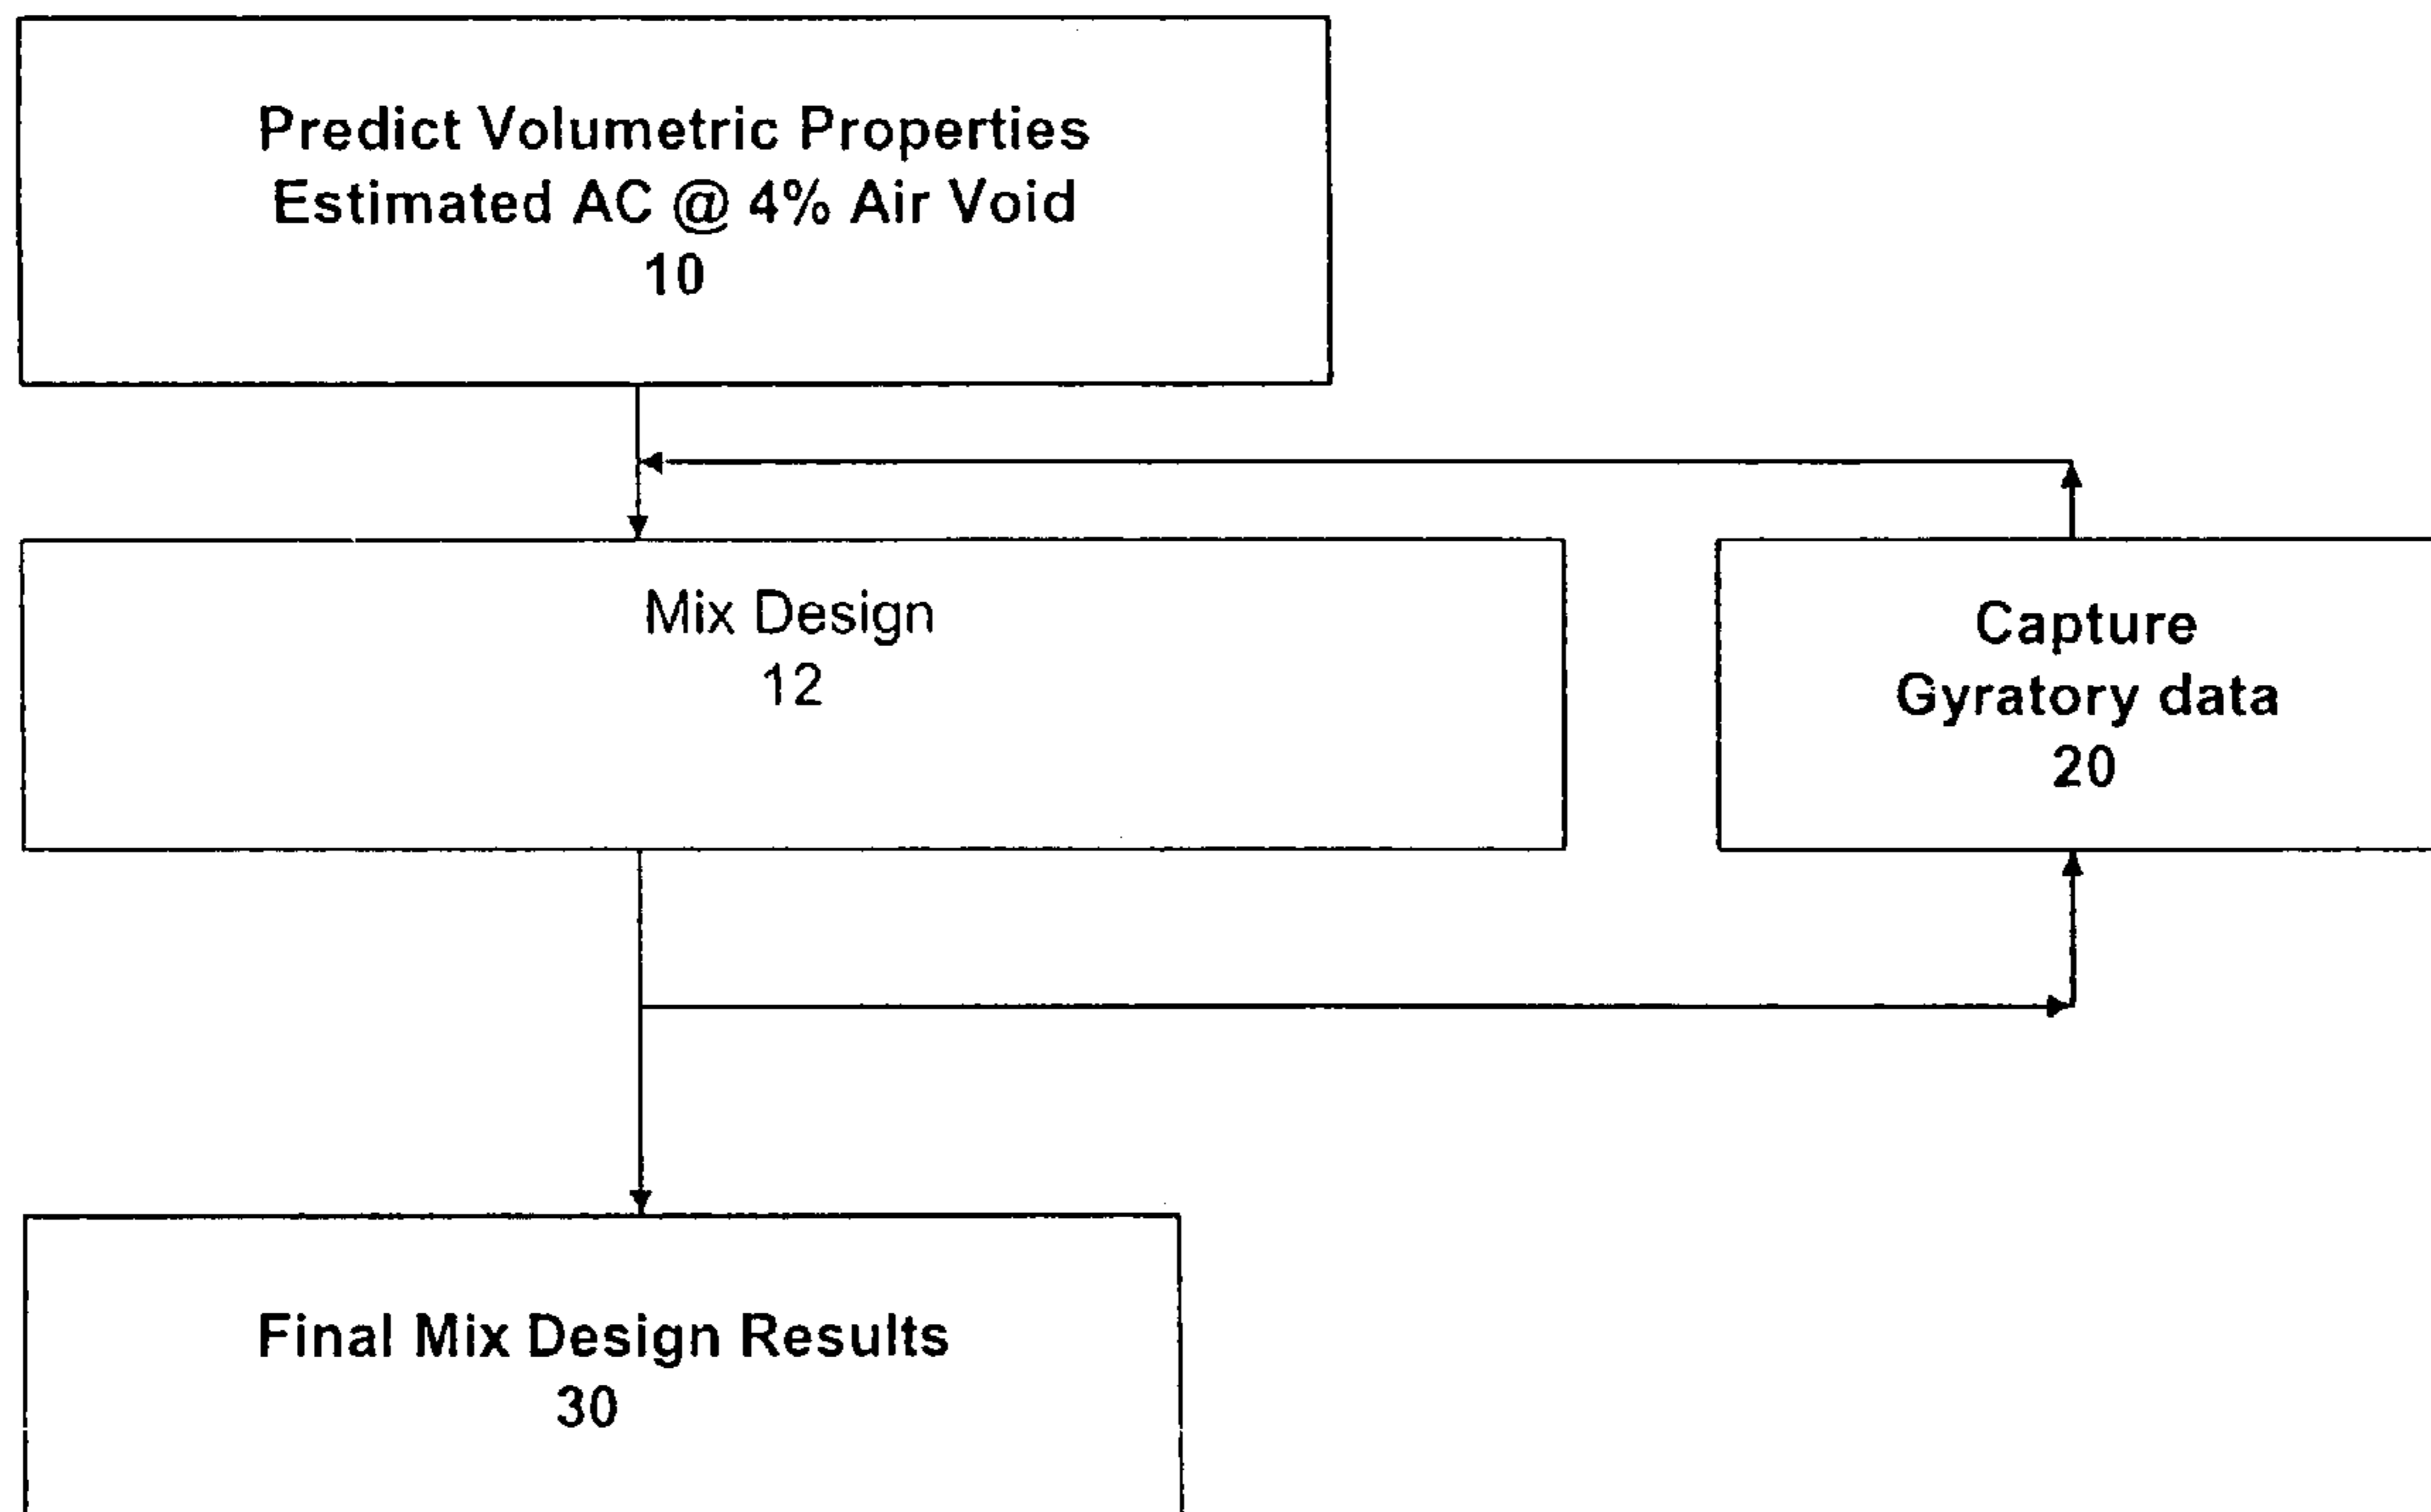 Predict Volumetric Properties
Estimated AC @ 4% Air Void
10
Mix Design
12
Capture
Gyratory data
20
Final Mix Design Results
30